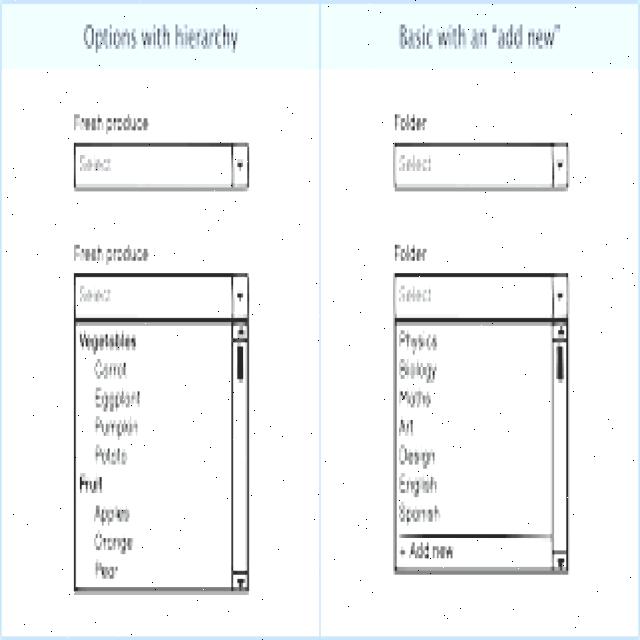 Options with hierarchy
Fresh produce
Select
Fresh produce
Select
Vegetables
Carrot
Eggplant
Pumpkin
Potato
Fruit
Apples
Orange
Pear
Basic with an "add new"
Folder
Select
Folder
Select
Physics
Biology
Maths
Art
Design
English
Spanish
+ Add new